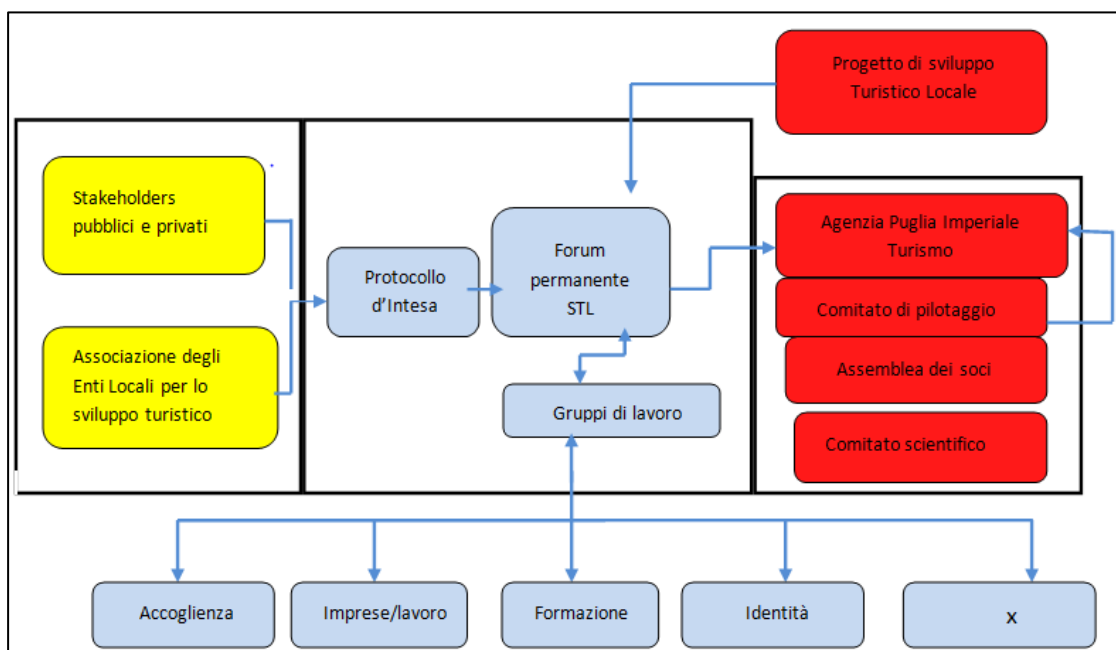 Progetto di sviluppo
Turistico Locale
Stakeholders
pubblici e privati
Associazione degli
Enti Locali per lo
sviluppo turistico
Protocollo
d'Intesa
Forum
permanente
STL
Gruppi di lavoro
Agenzia Puglia Imperiale
Turismo
Comitato di pilotaggio
Assemblea dei soci
Comitato scientifico
Accoglienza
Imprese/lavoro
Formazione
Identità
x